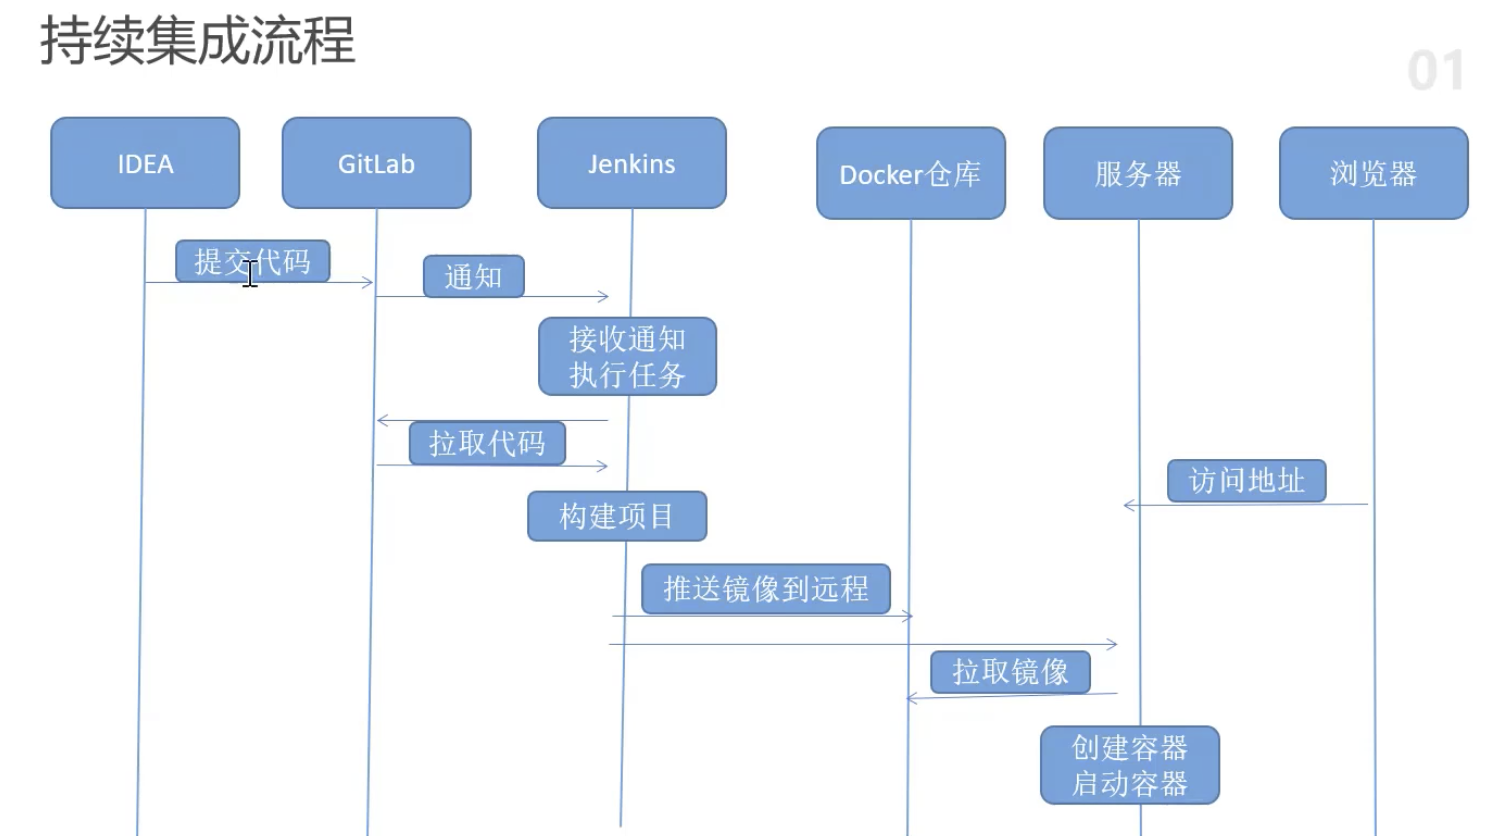 持续集成流程
01
IDEA
GitLab
Jenkins
Docker仓库
服务器
浏览器
提交代码
通知
接收通知
执行任务
拉取代码
访问地址
构建项目
推送镜像到远程
拉取镜像
创建容器
启动容器